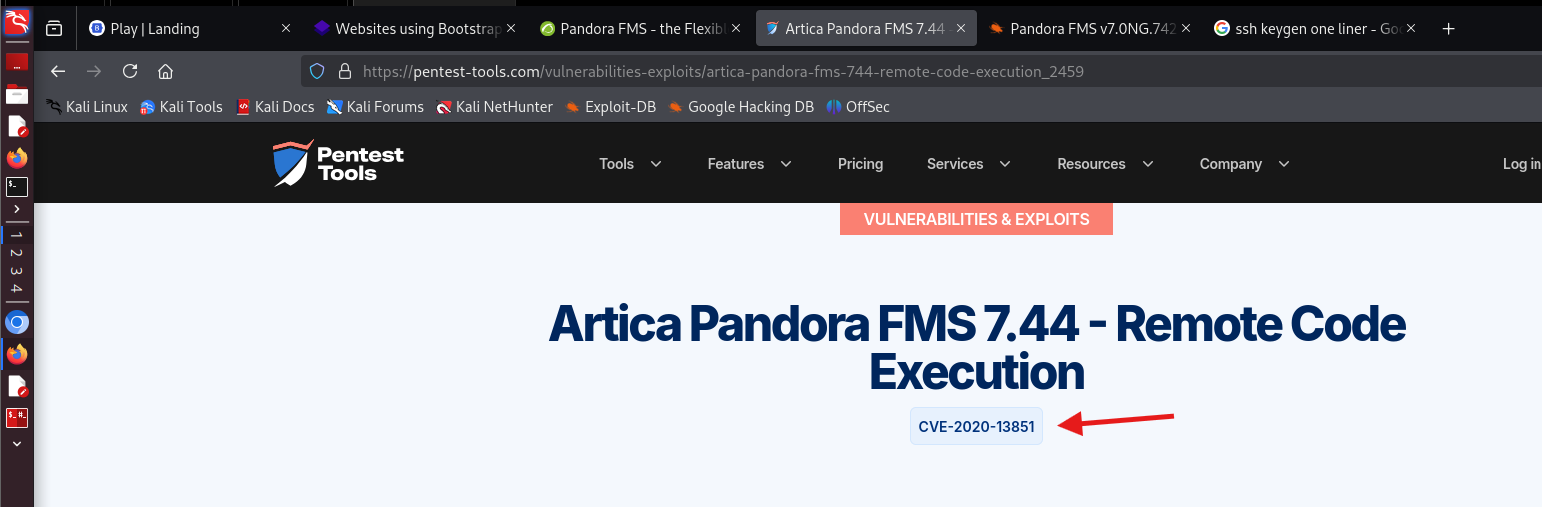 Play | Landing
Websites using Bootstrap
Pandora FMS - the Flexibl
Artica Pandora FMS 7.44 -
Pandora FMS v7.0NG.742
ssh keygen one liner - Goo
https://pentest-tools.com/vulnerabilities-exploits/artica-pandora-fms-744-remote-code-execution_2459
Kali Linux Kali Tools Kali Docs Kali Forums Kali NetHunter Exploit-DB Google Hacking DB OffSec
Pentest
Tools
Tools Features Pricing Services Resources Company Log in
VULNERABILITIES & EXPLOITS
Artica Pandora FMS 7.44 - Remote Code
Execution
CVE-2020-13851
1
2
3
4